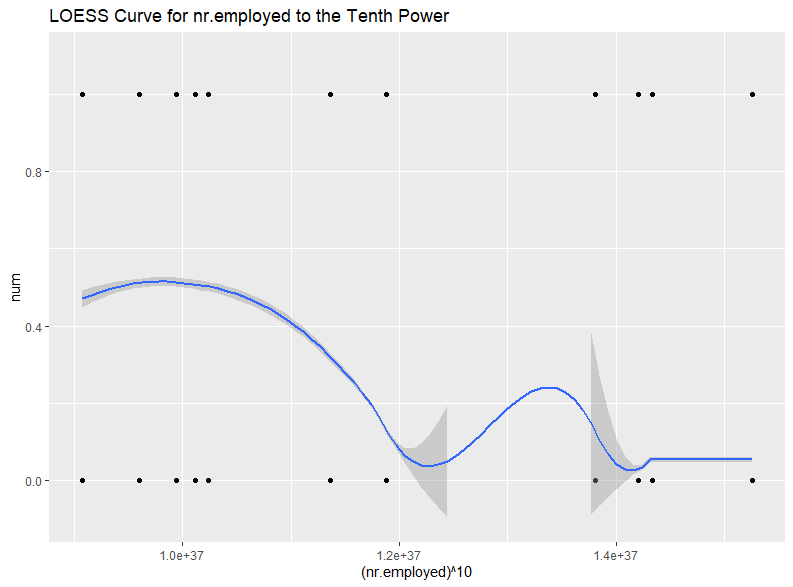 LOESS Curve for nr.employed to the Tenth Power
0.8
num
0.4
0.0
1.0e+37 1.2e+37 1.4e+37
(nr.employed)^10